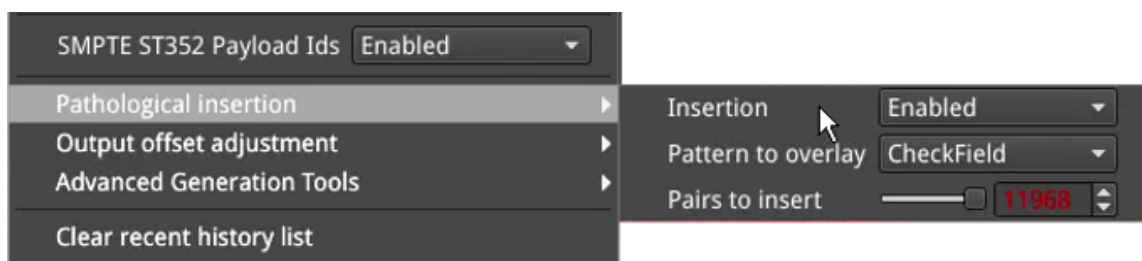 SMPTE ST352 Payload Ids Enabled
Pathological insertion
Output offset adjustment
Advanced Generation Tools
Clear recent history list
Insertion Enabled
Pattern to overlay CheckField
Pairs to insert 11968